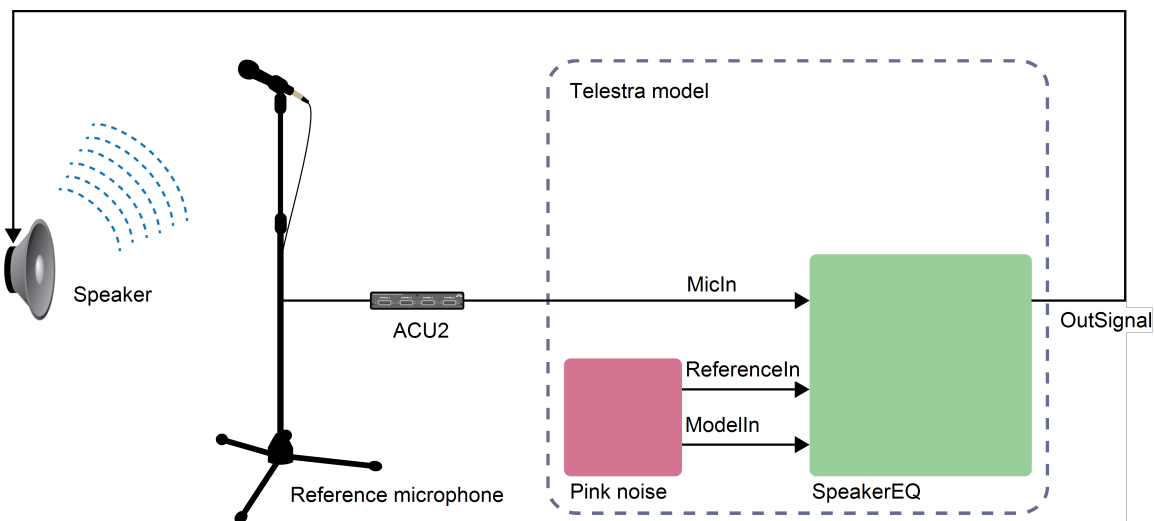 Telestra model
Speaker
MicIn
ACU2
OutSignal
ReferenceIn
ModelIn
Reference microphone
Pink noise
SpeakerEQ